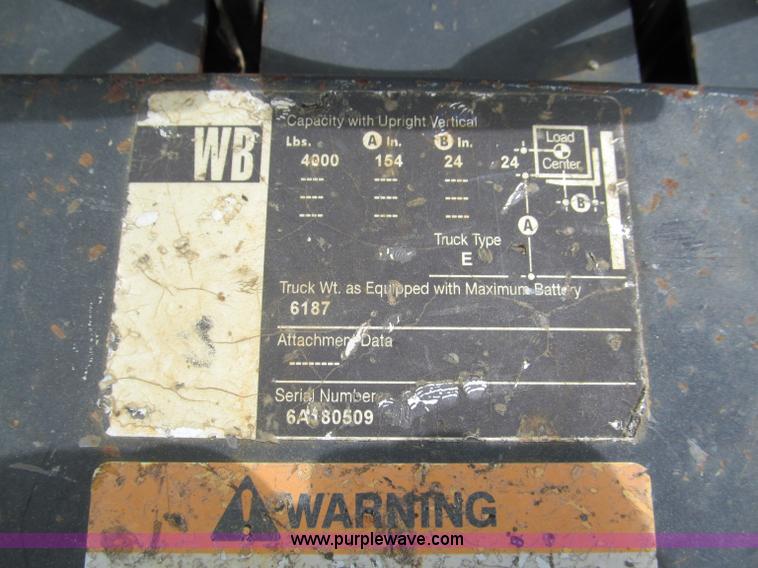 WB
Capacity with Upright Vertical
Lbs. A In. B In.
4000 154 24 24
---- ---- ----
---- ---- ----
---- ---- ----
Load
Center
B
A
Truck Type
E
Truck Wt. as Equipped with Maximum Battery
6187
Attachment Data
-------
Serial Number
6A180509
WARNING
www.purplewave.com